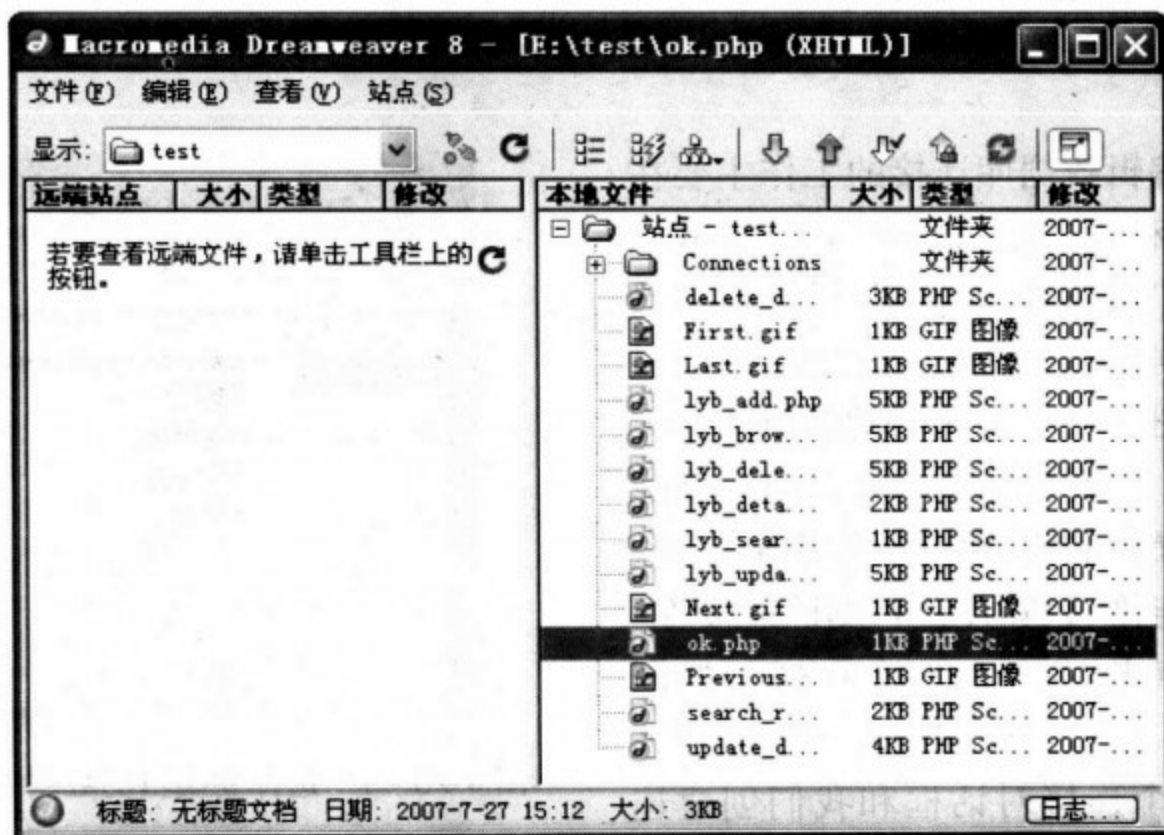 Macromedia Dreamweaver 8 - [E:\test\ok.php (XHTML)]
文件(F) 编辑(E) 查看(V) 站点(S)
显示: test
远端站点 大小 类型 修改
若要查看远端文件，请单击工具栏上的
按钮。
本地文件 大小 类型 修改
站点 - test... 文件夹 2007-...
Connections 文件夹 2007-...
delete_d... 3KB PHP Sc... 2007-...
First.gif 1KB GIF 图像 2007-...
Last.gif 1KB GIF 图像 2007-...
lyb_add.php 5KB PHP Sc... 2007-...
lyb_brow... 5KB PHP Sc... 2007-...
lyb_dele... 5KB PHP Sc... 2007-...
lyb_deta... 2KB PHP Sc... 2007-...
lyb_sear... 1KB PHP Sc... 2007-...
lyb_upda... 5KB PHP Sc... 2007-...
Next.gif 1KB GIF 图像 2007-...
ok.php 1KB PHP Sc... 2007-...
Previous... 1KB GIF 图像 2007-...
search_r... 2KB PHP Sc... 2007-...
update_d... 4KB PHP Sc... 2007-...
标题: 无标题文档 日期: 2007-7-27 15:12 大小: 3KB 日志...